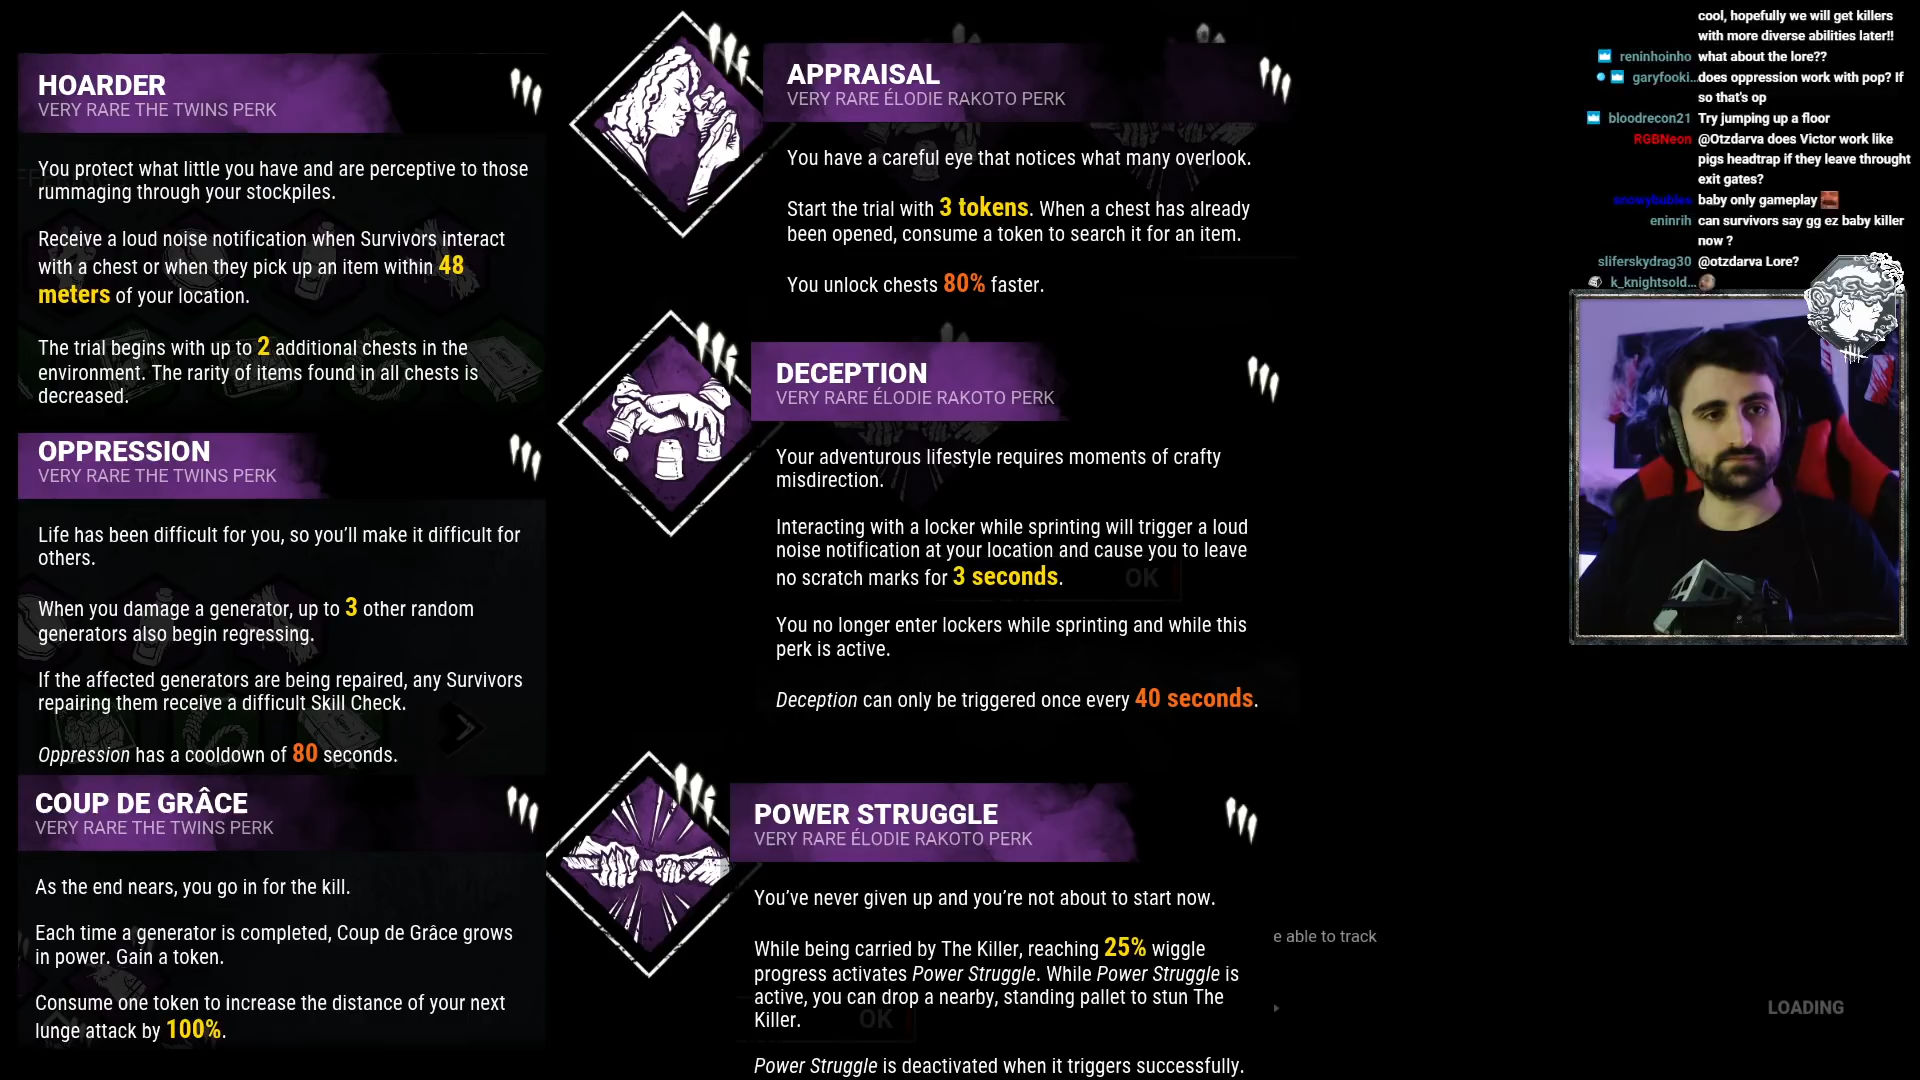 HOARDER
VERY RARE THE TWINS PERK
You protect what little you have and are perceptive to those
rummaging through your stockpiles.
Receive a loud noise notification when Survivors interact
with a chest or when they pick up an item within 48
meters of your location.
The trial begins with up to 2 additional chests in the
environment. The rarity of items found in all chests is
decreased.
OPPRESSION
VERY RARE THE TWINS PERK
Life has been difficult for you, so you’ll make it difficult for
others.
When you damage a generator, up to 3 other random
generators also begin regressing.
If the affected generators are being repaired, any Survivors
repairing them receive a difficult Skill Check.
Oppression has a cooldown of 80 seconds.
COUP DE GRÂCE
VERY RARE THE TWINS PERK
As the end nears, you go in for the kill.
Each time a generator is completed, Coup de Grâce grows
in power. Gain a token.
Consume one token to increase the distance of your next
lunge attack by 100%.
APPRAISAL
VERY RARE ÉLODIE RAKOTO PERK
You have a careful eye that notices what many overlook.
Start the trial with 3 tokens. When a chest has already
been opened, consume a token to search it for an item.
You unlock chests 80% faster.
DECEPTION
VERY RARE ÉLODIE RAKOTO PERK
Your adventurous lifestyle requires moments of crafty
misdirection.
Interacting with a locker while sprinting will trigger a loud
noise notification at your location and cause you to leave
no scratch marks for 3 seconds.
OK
You no longer enter lockers while sprinting and while this
perk is active.
Deception can only be triggered once every 40 seconds.
POWER STRUGGLE
VERY RARE ÉLODIE RAKOTO PERK
You’ve never given up and you’re not about to start now.
While being carried by The Killer, reaching 25% wiggle
progress activates Power Struggle. While Power Struggle is
active, you can drop a nearby, standing pallet to stun The
Killer.
OK
Power Struggle is deactivated when it triggers successfully.
e able to track
LOADING
cool, hopefully we will get killers
with more diverse abilities later!!
reninhoinho what about the lore??
garyfooki... does oppression work with pop? If
so that's op
bloodrecon21 Try jumping up a floor
RGBNeon @Otzdarva does Victor work like
pigs headtrap if they leave throught
exit gates?
snowybubles baby only gameplay
eninrih can survivors say gg ez baby killer
now ?
sliferskydrag30 @otzdarva Lore?
k_knightsold...